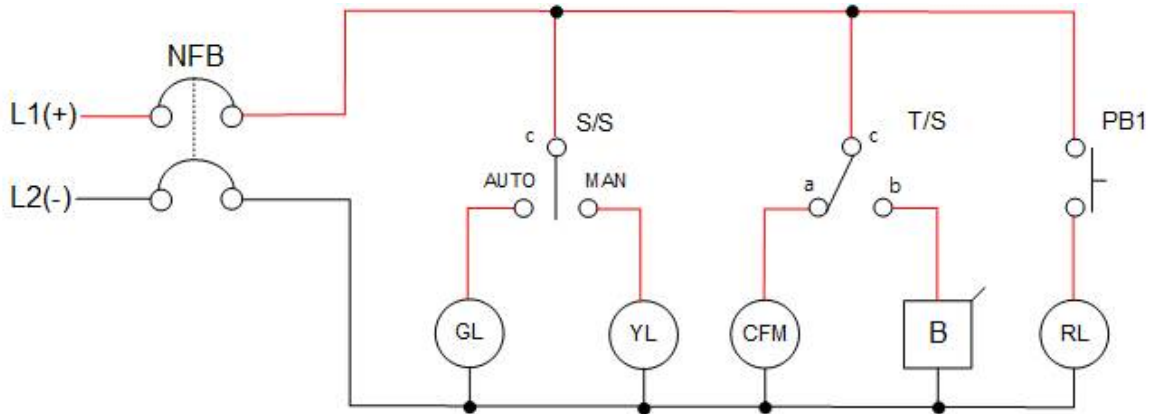 NFB
L1(+)
L2(-)
S/S
c
AUTO
MAN
T/S
c
a
b
PB1
GL
YL
CFM
B
RL